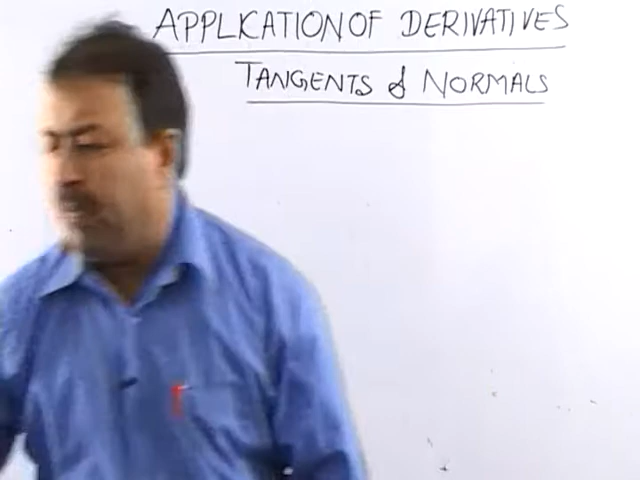 APPLICATION OF DERIVATIVES
TANGENTS & NORMALS